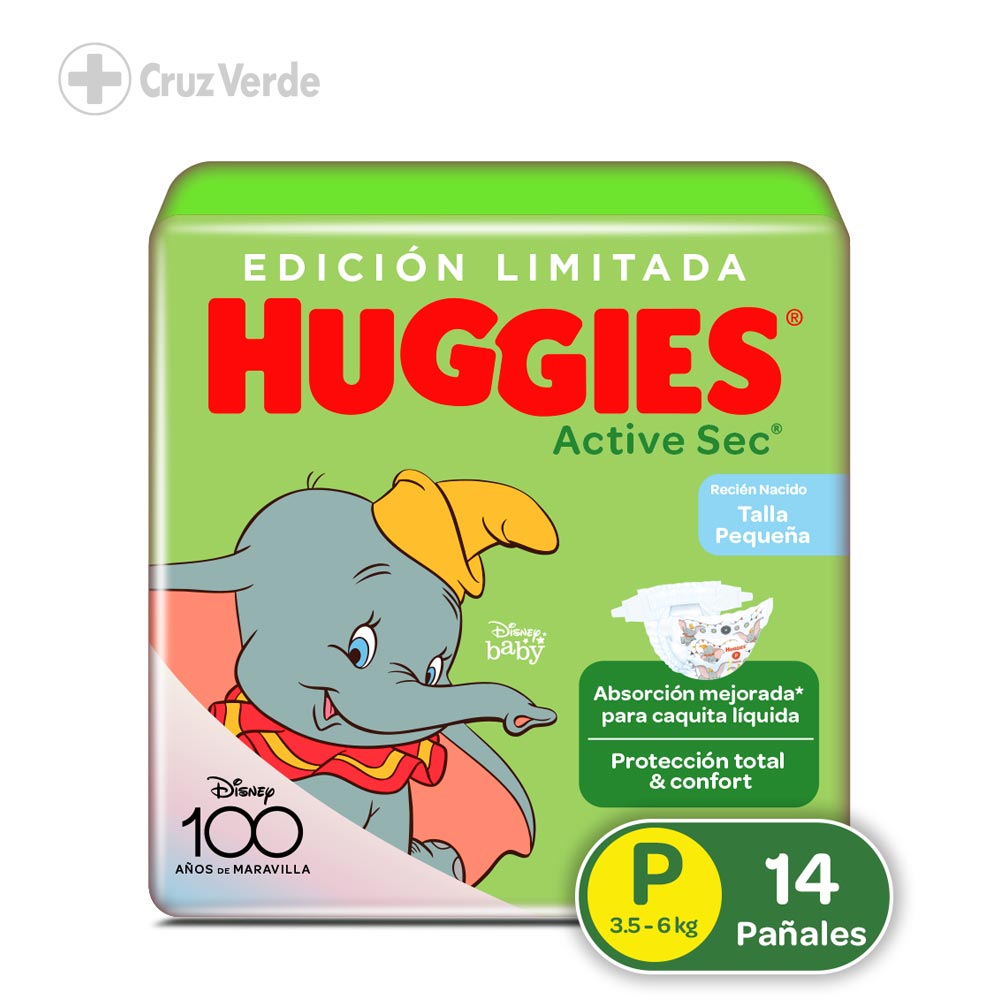 Cruz Verde
EDICIÓN LIMITADA
HUGGIES®
Active Sec®
Recién Nacido
Talla
Pequeña
Disney
baby
HUGGIES
P
Absorción mejorada*
para caquita líquida
Protección total
& confort
Disney
100
AÑOS DE MARAVILLA
P
3.5 - 6 kg
14
Pañales